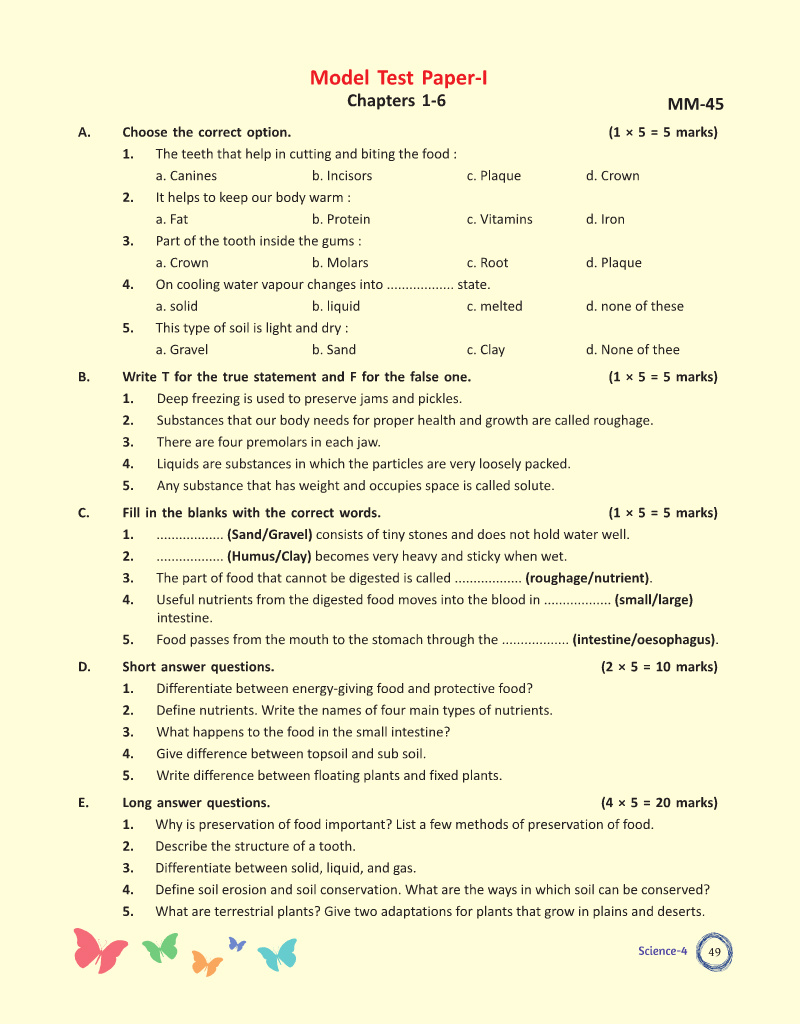 Model Test Paper-I
Chapters 1-6
MM-45
A. Choose the correct option. (1 × 5 = 5 marks)
1. The teeth that help in cutting and biting the food :
a. Canines b. Incisors c. Plaque d. Crown
2. It helps to keep our body warm :
a. Fat b. Protein c. Vitamins d. Iron
3. Part of the tooth inside the gums :
a. Crown b. Molars c. Root d. Plaque
4. On cooling water vapour changes into .................. state.
a. solid b. liquid c. melted d. none of these
5. This type of soil is light and dry :
a. Gravel b. Sand c. Clay d. None of thee
B. Write T for the true statement and F for the false one. (1 × 5 = 5 marks)
1. Deep freezing is used to preserve jams and pickles.
2. Substances that our body needs for proper health and growth are called roughage.
3. There are four premolars in each jaw.
4. Liquids are substances in which the particles are very loosely packed.
5. Any substance that has weight and occupies space is called solute.
C. Fill in the blanks with the correct words. (1 × 5 = 5 marks)
1. .................. (Sand/Gravel) consists of tiny stones and does not hold water well.
2. .................. (Humus/Clay) becomes very heavy and sticky when wet.
3. The part of food that cannot be digested is called .................. (roughage/nutrient).
4. Useful nutrients from the digested food moves into the blood in .................. (small/large)
intestine.
5. Food passes from the mouth to the stomach through the .................. (intestine/oesophagus).
D. Short answer questions. (2 × 5 = 10 marks)
1. Differentiate between energy-giving food and protective food?
2. Define nutrients. Write the names of four main types of nutrients.
3. What happens to the food in the small intestine?
4. Give difference between topsoil and sub soil.
5. Write difference between floating plants and fixed plants.
E. Long answer questions. (4 × 5 = 20 marks)
1. Why is preservation of food important? List a few methods of preservation of food.
2. Describe the structure of a tooth.
3. Differentiate between solid, liquid, and gas.
4. Define soil erosion and soil conservation. What are the ways in which soil can be conserved?
5. What are terrestrial plants? Give two adaptations for plants that grow in plains and deserts.
Science-4 49